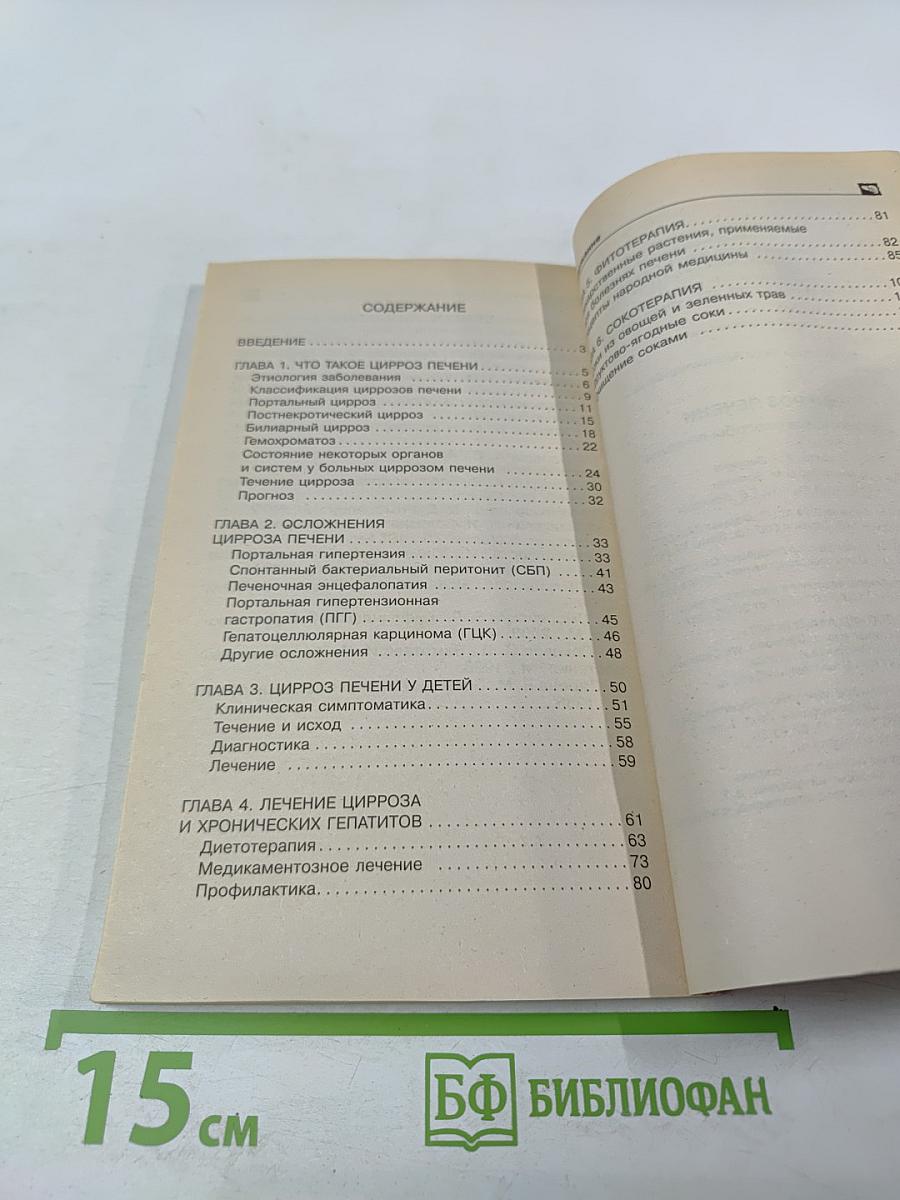 СОДЕРЖАНИЕ
ВВЕДЕНИЕ . . . . . . . . . . 3
ГЛАВА 1. ЧТО ТАКОЕ ЦИРРОЗ ПЕЧЕНИ . . . . . . . . . . 5
Этиология заболевания . . . . . . . . . . 6
Классификация циррозов печени . . . . . . . . . . 9
Портальный цирроз . . . . . . . . . . 11
Постнекротический цирроз . . . . . . . . . . 15
Билиарный цирроз . . . . . . . . . . 18
Гемохроматоз . . . . . . . . . . 22
Состояние некоторых органов
и систем у больных циррозом печени . . . . . . . . . . 24
Течение цирроза . . . . . . . . . . 30
Прогноз . . . . . . . . . . 32
ГЛАВА 2. ОСЛОЖНЕНИЯ
ЦИРРОЗА ПЕЧЕНИ . . . . . . . . . . 33
Портальная гипертензия . . . . . . . . . . 33
Спонтанный бактериальный перитонит (СБП) . . . . . 41
Печеночная энцефалопатия . . . . . . . . . . 43
Портальная гипертензионная
гастропатия (ПГГ) . . . . . . . . . . 45
Гепатоцеллюлярная карцинома (ГЦК) . . . . . . . . . . 46
Другие осложнения . . . . . . . . . . 48
ГЛАВА 3. ЦИРРОЗ ПЕЧЕНИ У ДЕТЕЙ . . . . . . . . . . 50
Клиническая симптоматика . . . . . . . . . . 51
Течение и исход . . . . . . . . . . 55
Диагностика . . . . . . . . . . 58
Лечение . . . . . . . . . . 59
ГЛАВА 4. ЛЕЧЕНИЕ ЦИРРОЗА
И ХРОНИЧЕСКИХ ГЕПАТИТОВ . . . . . . . . . . 61
Диетотерапия . . . . . . . . . . 63
Медикаментозное лечение . . . . . . . . . . 73
Профилактика . . . . . . . . . . 80
5. ФИТОТЕРАПИЯ . . . . . . . . . . 81
растения, применяемые
болезнях печени . . . . . . . . . . 82
народной медицины . . . . . . . . . . 85
6. СОКОТЕРАПИЯ . . . . . . . . . .
из овощей и зеленных трав . . . . . . . . . .
соки . . . . . . . . . .
соками . . . . . . . . . .
15 см
БФ БИБЛИОФАН